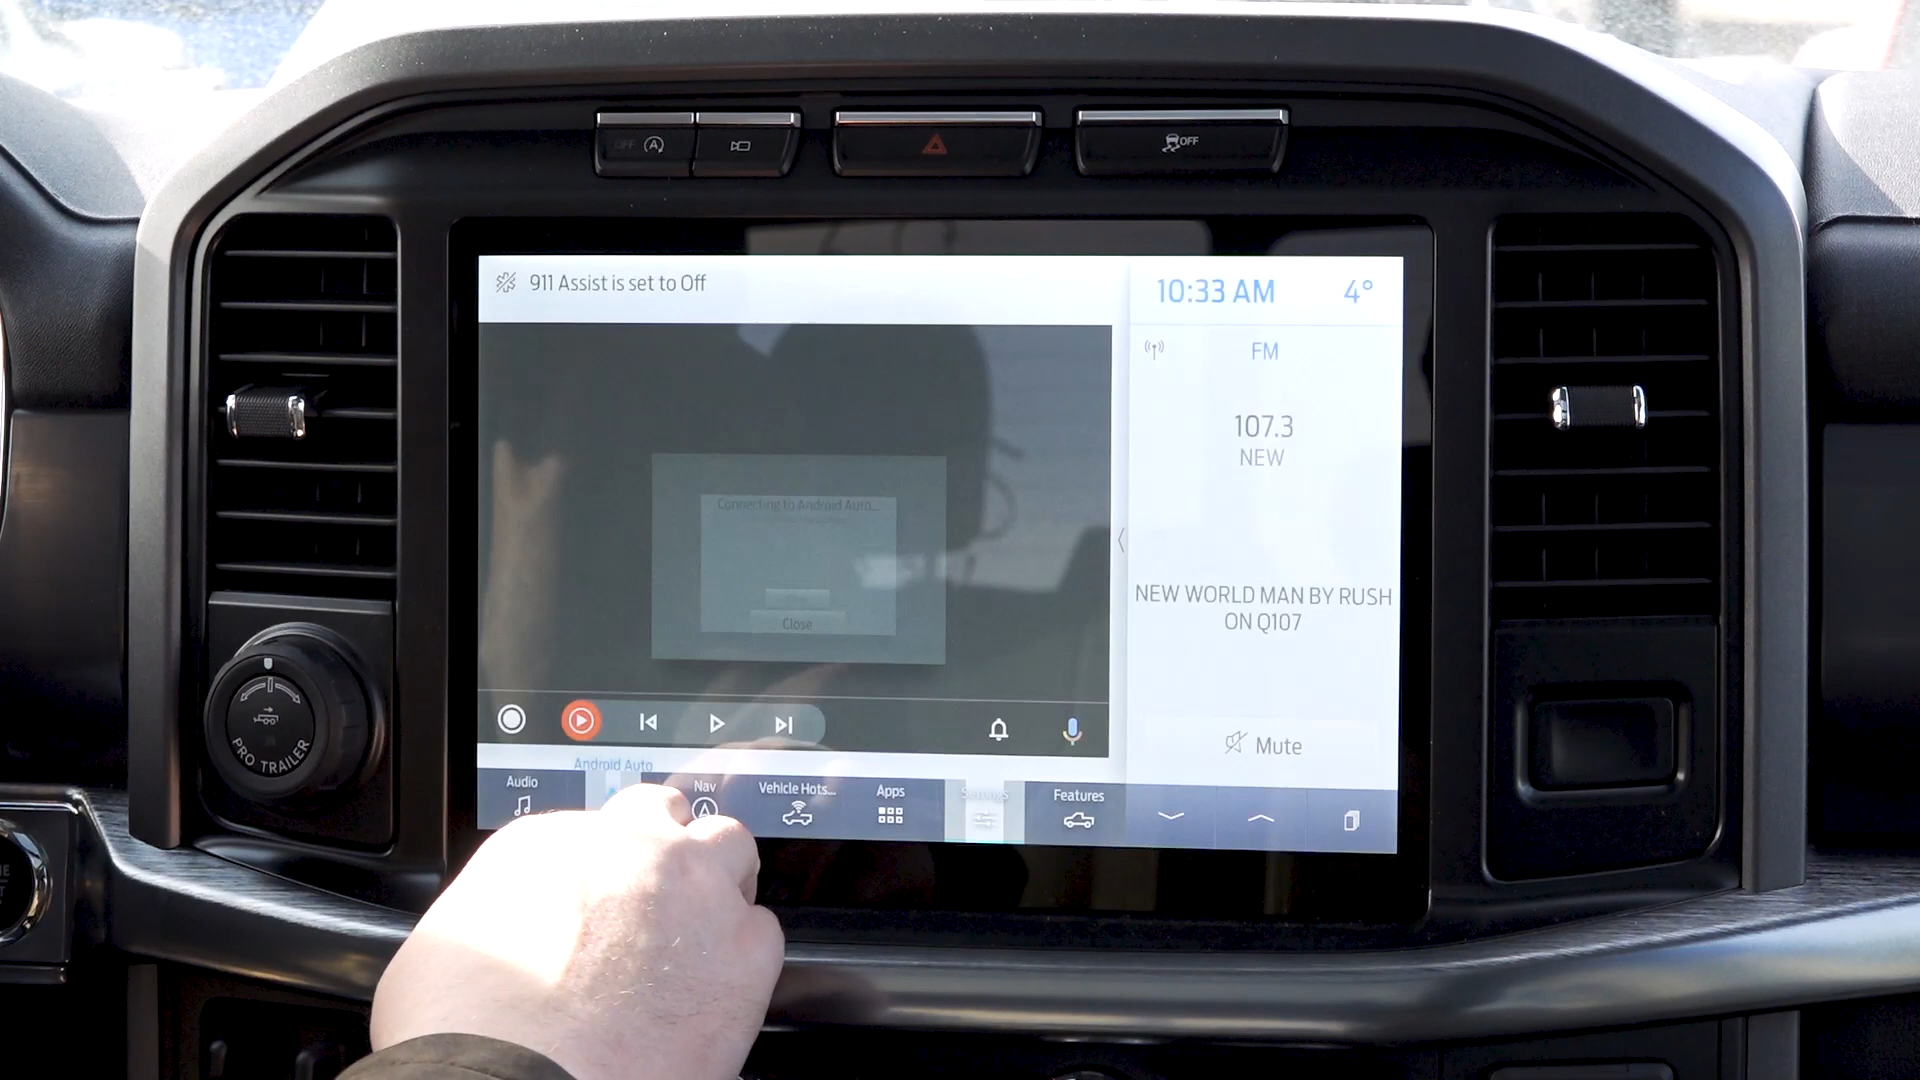 OFF
OFF
911 Assist is set to Off
10:33 AM
4°
FM
107.3
NEW
Connecting to Android Auto...
Close
NEW WORLD MAN BY RUSH
ON Q107
Mute
Android Auto
Audio
Nav
Vehicle Hots...
Apps
Settings
Features
PRO TRAILER